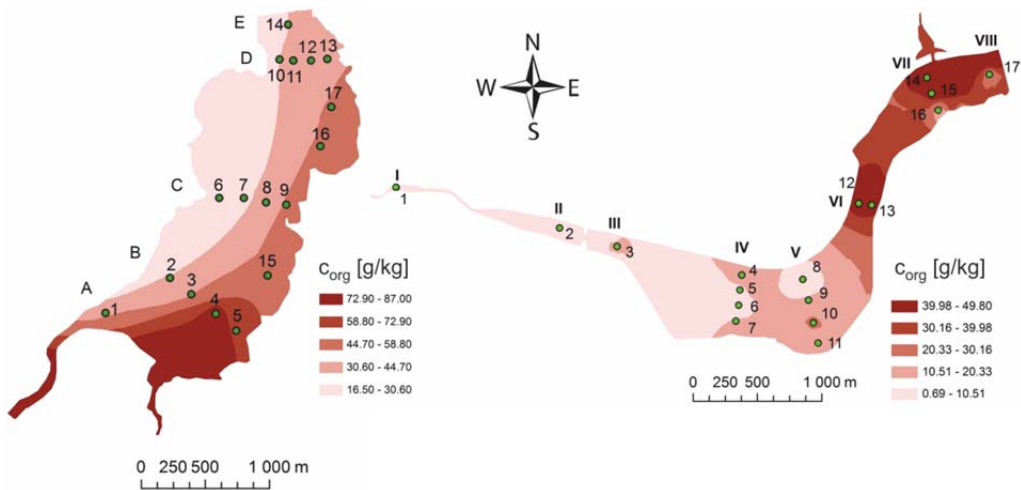 E
14
D
12
13
10
11
17
16
C
6
7
8
9
B
2
3
15
A
1
4
5
c_org [g/kg]
72.90 - 87.00
58.80 - 72.90
44.70 - 58.80
30.60 - 44.70
16.50 - 30.60
0 250 500 1 000 m
N
W E
S
I
1
II
2
III
3
IV
4
5
6
7
V
8
9
10
11
VI
12
13
VII
14
15
16
VIII
17
c_org [g/kg]
39.98 - 49.80
30.16 - 39.98
20.33 - 30.16
10.51 - 20.33
0.69 - 10.51
0 250 500 1 000 m